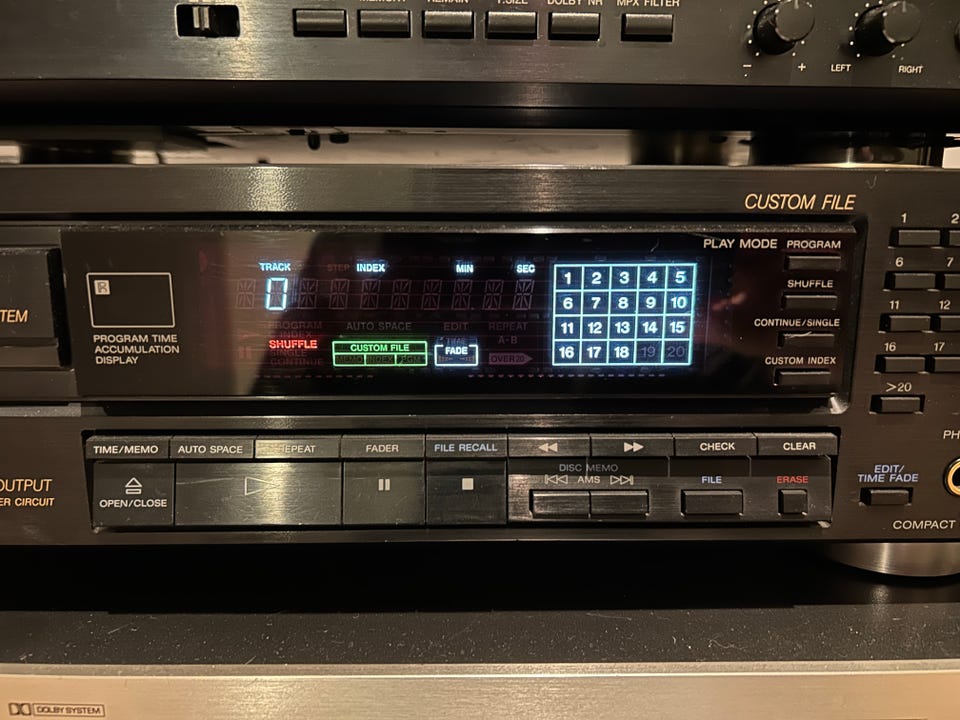 REMAIN
DOLBY NR
MPX FILTER
− +
LEFT
RIGHT
CUSTOM FILE
PLAY MODE
PROGRAM
SHUFFLE
CONTINUE/SINGLE
CUSTOM INDEX
1 2
6 7
11 12
16 17
>20
TEM
R
PROGRAM TIME
ACCUMULATION
DISPLAY
TRACK STEP INDEX MIN SEC
0
PROGRAM
INDEX
SHUFFLE
SINGLE
CONTINUE
AUTO SPACE
CUSTOM FILE
MEMO INDEX PGM
EDIT
TIME
FADE
REPEAT
A-B
OVER20
1 2 3 4 5
6 7 8 9 10
11 12 13 14 15
16 17 18 19 20
TIME/MEMO
AUTO SPACE
REPEAT
FADER
FILE RECALL
CHECK
CLEAR
OPEN/CLOSE
DISC MEMO
AMS
FILE
ERASE
OUTPUT
ER CIRCUIT
PH
EDIT/
TIME FADE
COMPACT
DOLBY SYSTEM